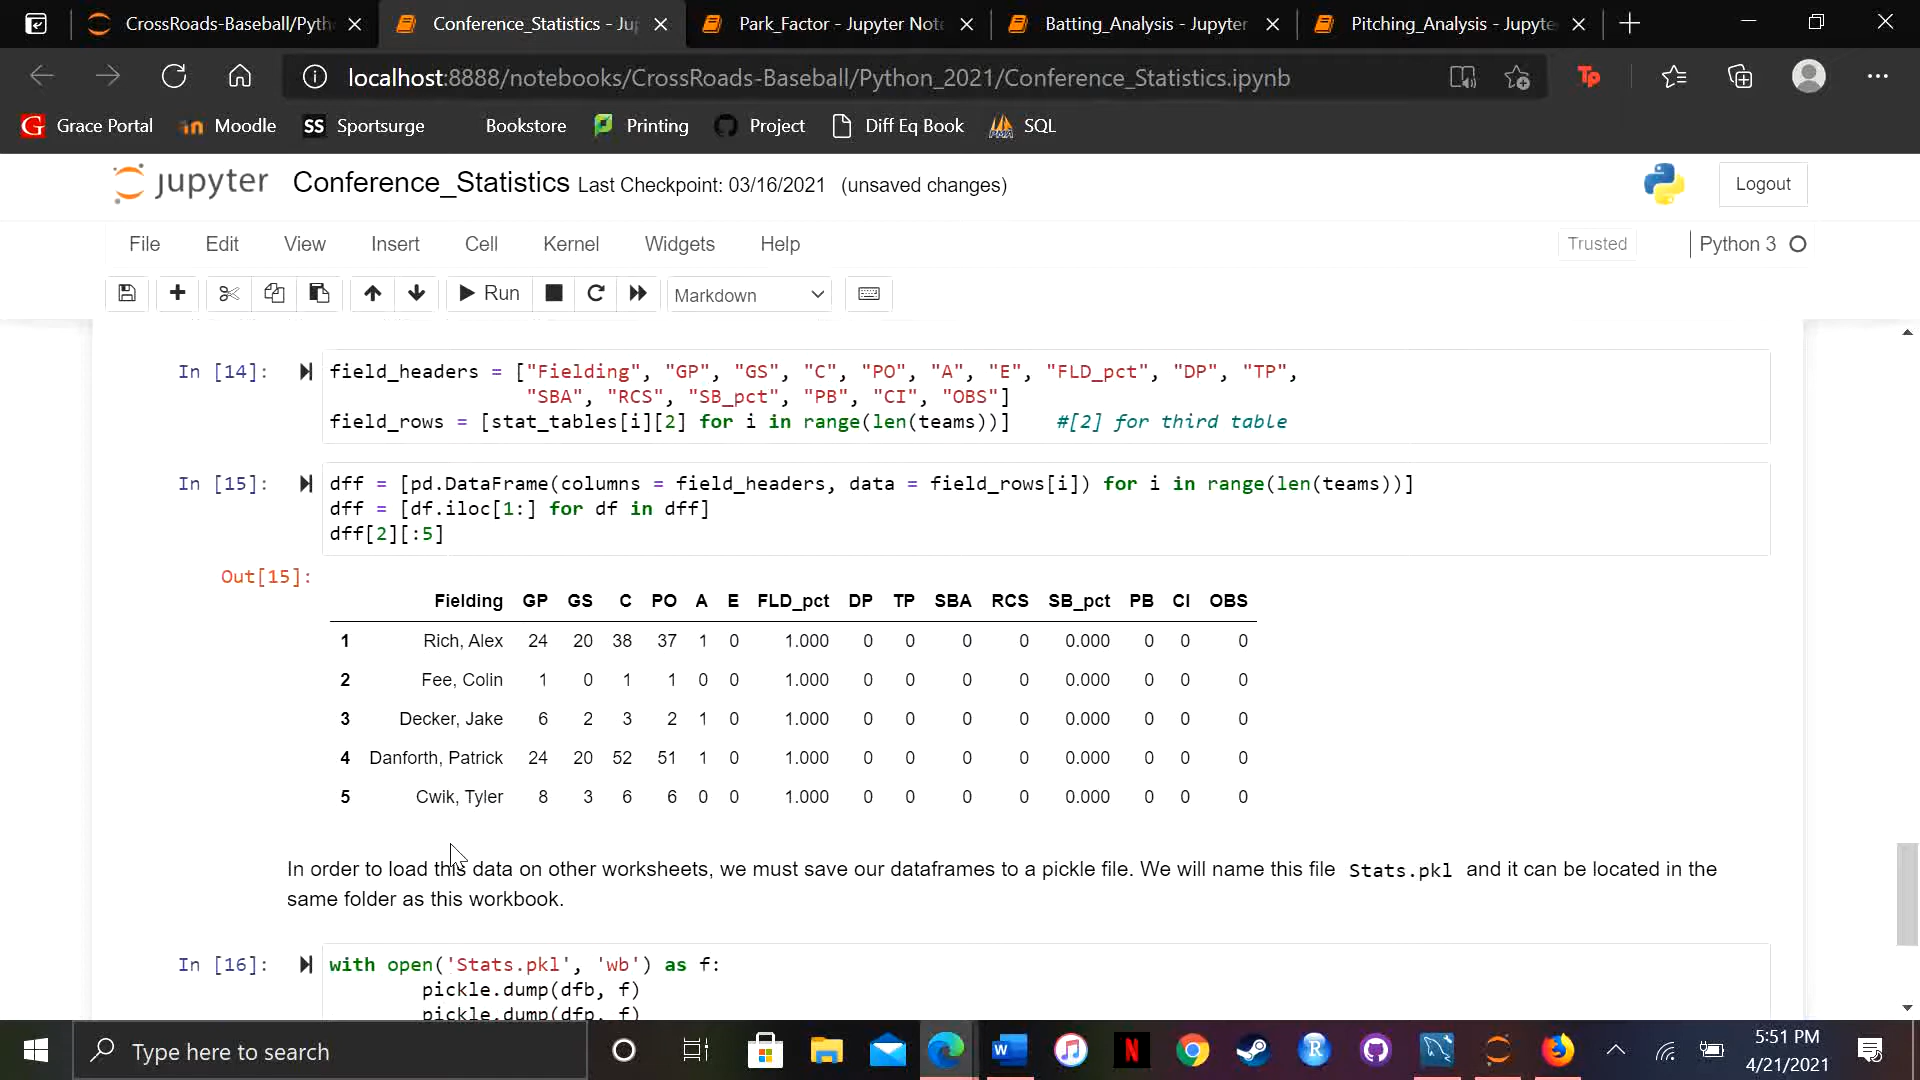 CrossRoads-Baseball/Pyth
Conference_Statistics - Ju
Park_Factor - Jupyter Not
Batting_Analysis - Jupyter
Pitching_Analysis - Jupyte
localhost:8888/notebooks/CrossRoads-Baseball/Python_2021/Conference_Statistics.ipynb
Grace Portal Moodle Sportsurge Bookstore Printing Project Diff Eq Book SQL
jupyter Conference_Statistics Last Checkpoint: 03/16/2021 (unsaved changes)
Logout
File Edit View Insert Cell Kernel Widgets Help
Trusted Python 3
Run Markdown
In [14]: field_headers = ["Fielding", "GP", "GS", "C", "PO", "A", "E", "FLD_pct", "DP", "TP",
"SBA", "RCS", "SB_pct", "PB", "CI", "OBS"]
field_rows = [stat_tables[i][2] for i in range(len(teams))] #[2] for third table
In [15]: dff = [pd.DataFrame(columns = field_headers, data = field_rows[i]) for i in range(len(teams))]
dff = [df.iloc[1:] for df in dff]
dff[2][:5]
Out[15]:
Fielding GP GS C PO A E FLD_pct DP TP SBA RCS SB_pct PB CI OBS
1 Rich, Alex 24 20 38 37 1 0 1.000 0 0 0 0 0.000 0 0 0
2 Fee, Colin 1 0 1 1 0 0 1.000 0 0 0 0 0.000 0 0 0
3 Decker, Jake 6 2 3 2 1 0 1.000 0 0 0 0 0.000 0 0 0
4 Danforth, Patrick 24 20 52 51 1 0 1.000 0 0 0 0 0.000 0 0 0
5 Cwik, Tyler 8 3 6 6 0 0 1.000 0 0 0 0 0.000 0 0 0
In order to load this data on other worksheets, we must save our dataframes to a pickle file. We will name this file Stats.pkl and it can be located in the
same folder as this workbook.
In [16]: with open('Stats.pkl', 'wb') as f:
pickle.dump(dfb, f)
pickle.dump(dfp, f)
Type here to search
5:51 PM
4/21/2021